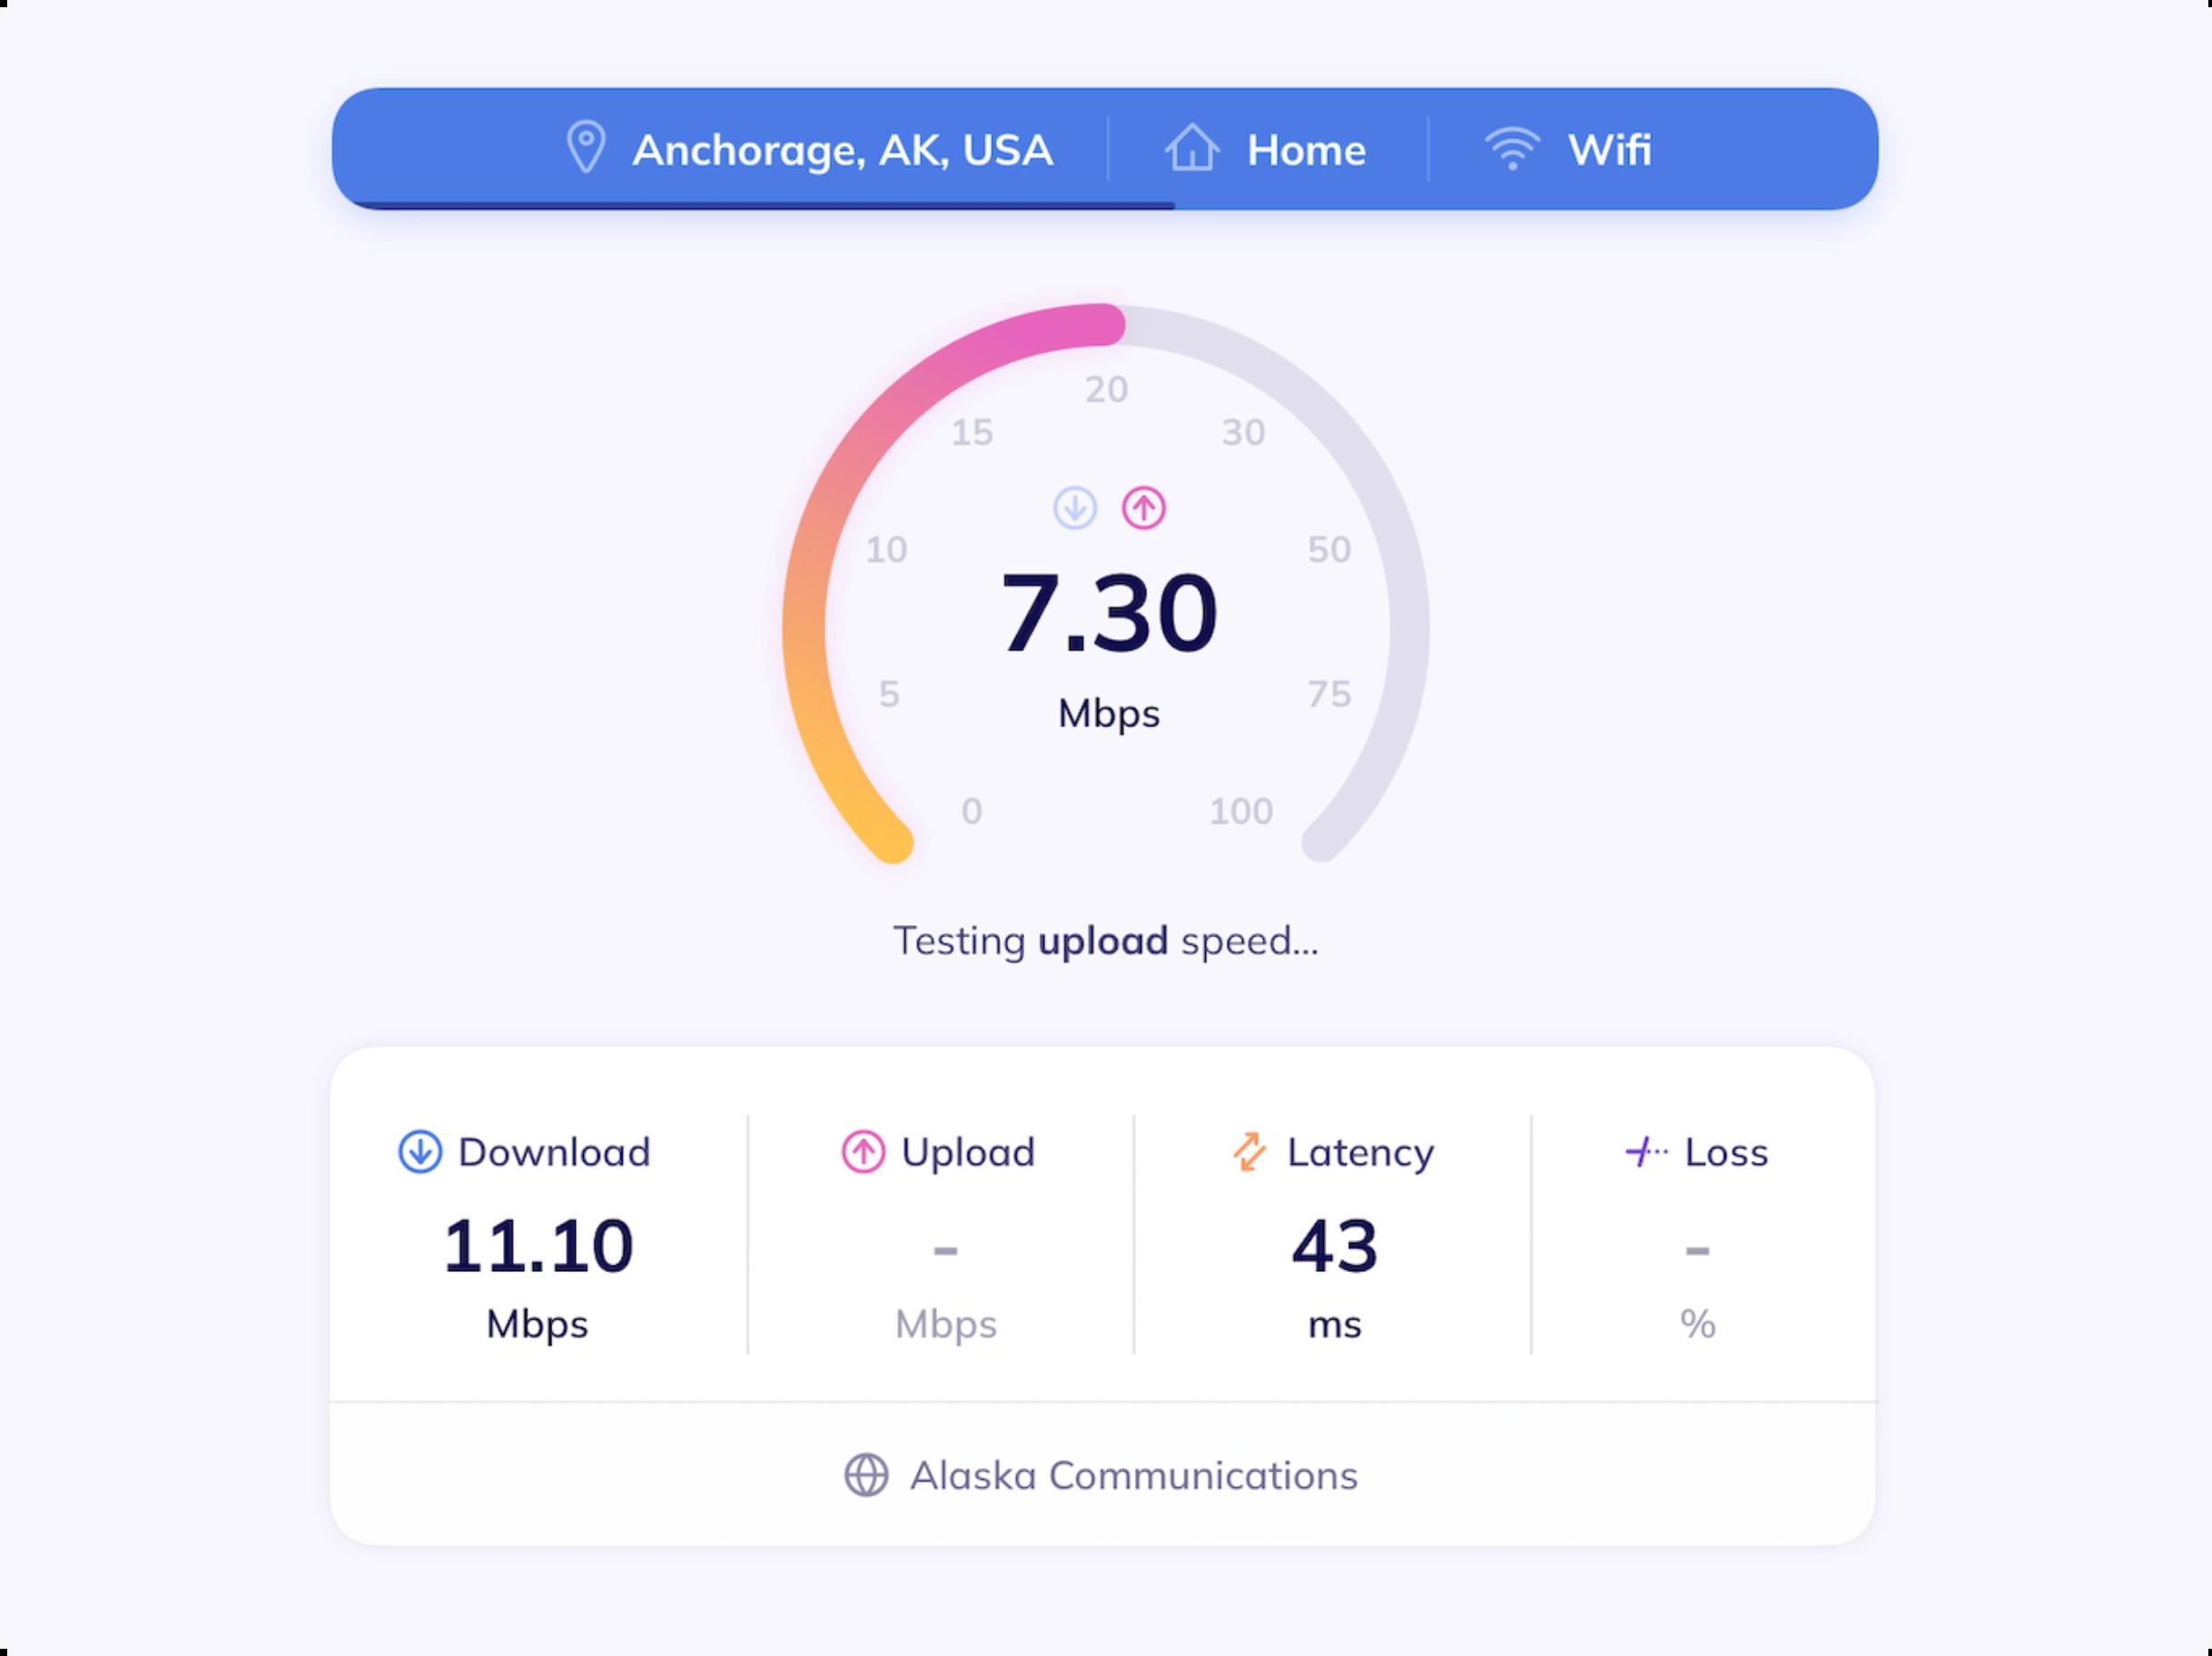 Anchorage, AK, USA Home Wifi
20
15 30
10 50
7.30
5 75
Mbps
0 100
Testing upload speed...
Download Upload Latency Loss
11.10 - 43 -
Mbps Mbps ms %
Alaska Communications